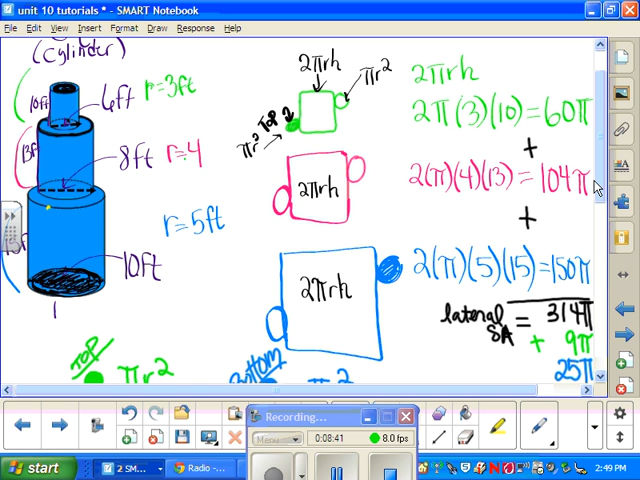 unit 10 tutorials * - SMART Notebook
File Edit View Insert Format Draw Response Help
(Cylinder)
10ft
6ft
r=3ft
13ft
8ft
r=4
r=5ft
10ft
2πrh
πr²
TOP
πr²
2πrh
2πrh
2πrh
2π(3)(10)=60π
+
2(π)(4)(13)=104π
+
2(π)(5)(15)=150π
lateral SA = 314π
+ 9π
25π
TOP
πr²
Bottom
πr²
Recording...
Menu
0:08:41
8.0 fps
start
2 SM
Radio -
2:49 PM